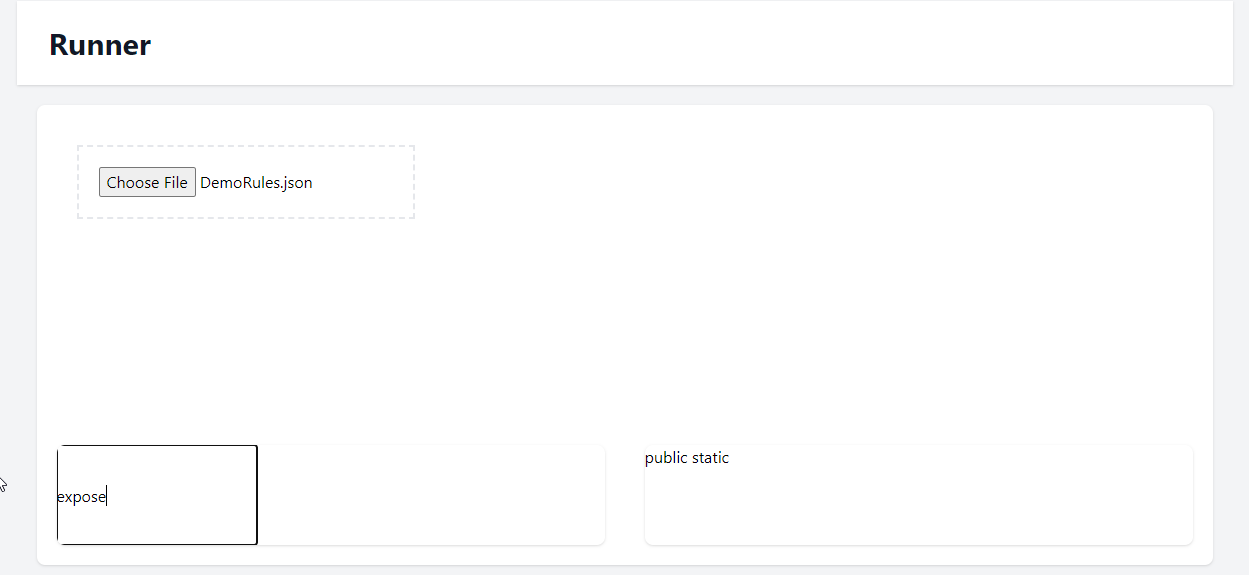 Runner
Choose File DemoRules.json
expose
public static